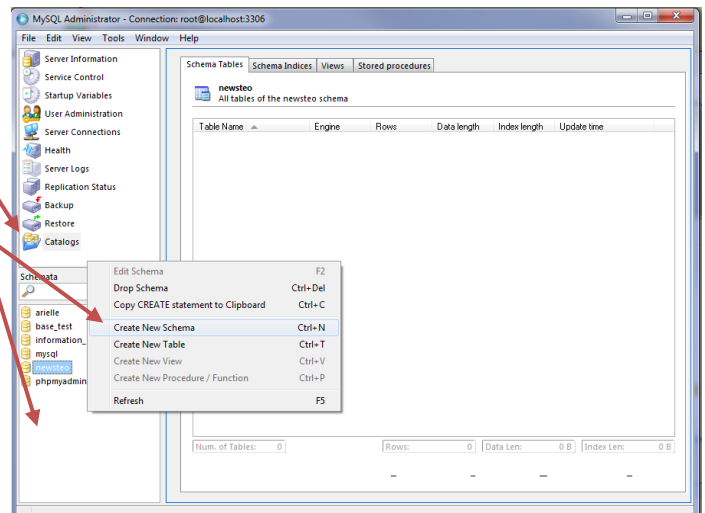 MySQL Administrator - Connection: root@localhost:3306
File Edit View Tools Window Help
Server Information
Service Control
Startup Variables
User Administration
Server Connections
Health
Server Logs
Replication Status
Backup
Restore
Catalogs
Schemata
arielle
base_test
information_
mysql
newsteo
phpmyadmin
Edit Schema F2
Drop Schema Ctrl+Del
Copy CREATE statement to Clipboard Ctrl+C
Create New Schema Ctrl+N
Create New Table Ctrl+T
Create New View Ctrl+V
Create New Procedure / Function Ctrl+P
Refresh F5
Schema Tables Schema Indices Views Stored procedures
newsteo
All tables of the newsteo schema
Table Name Engine Rows Data length Index length Update time
Num. of Tables: 0 Rows: 0 Data Len: 0 B Index Len: 0 B
-- -- -- --